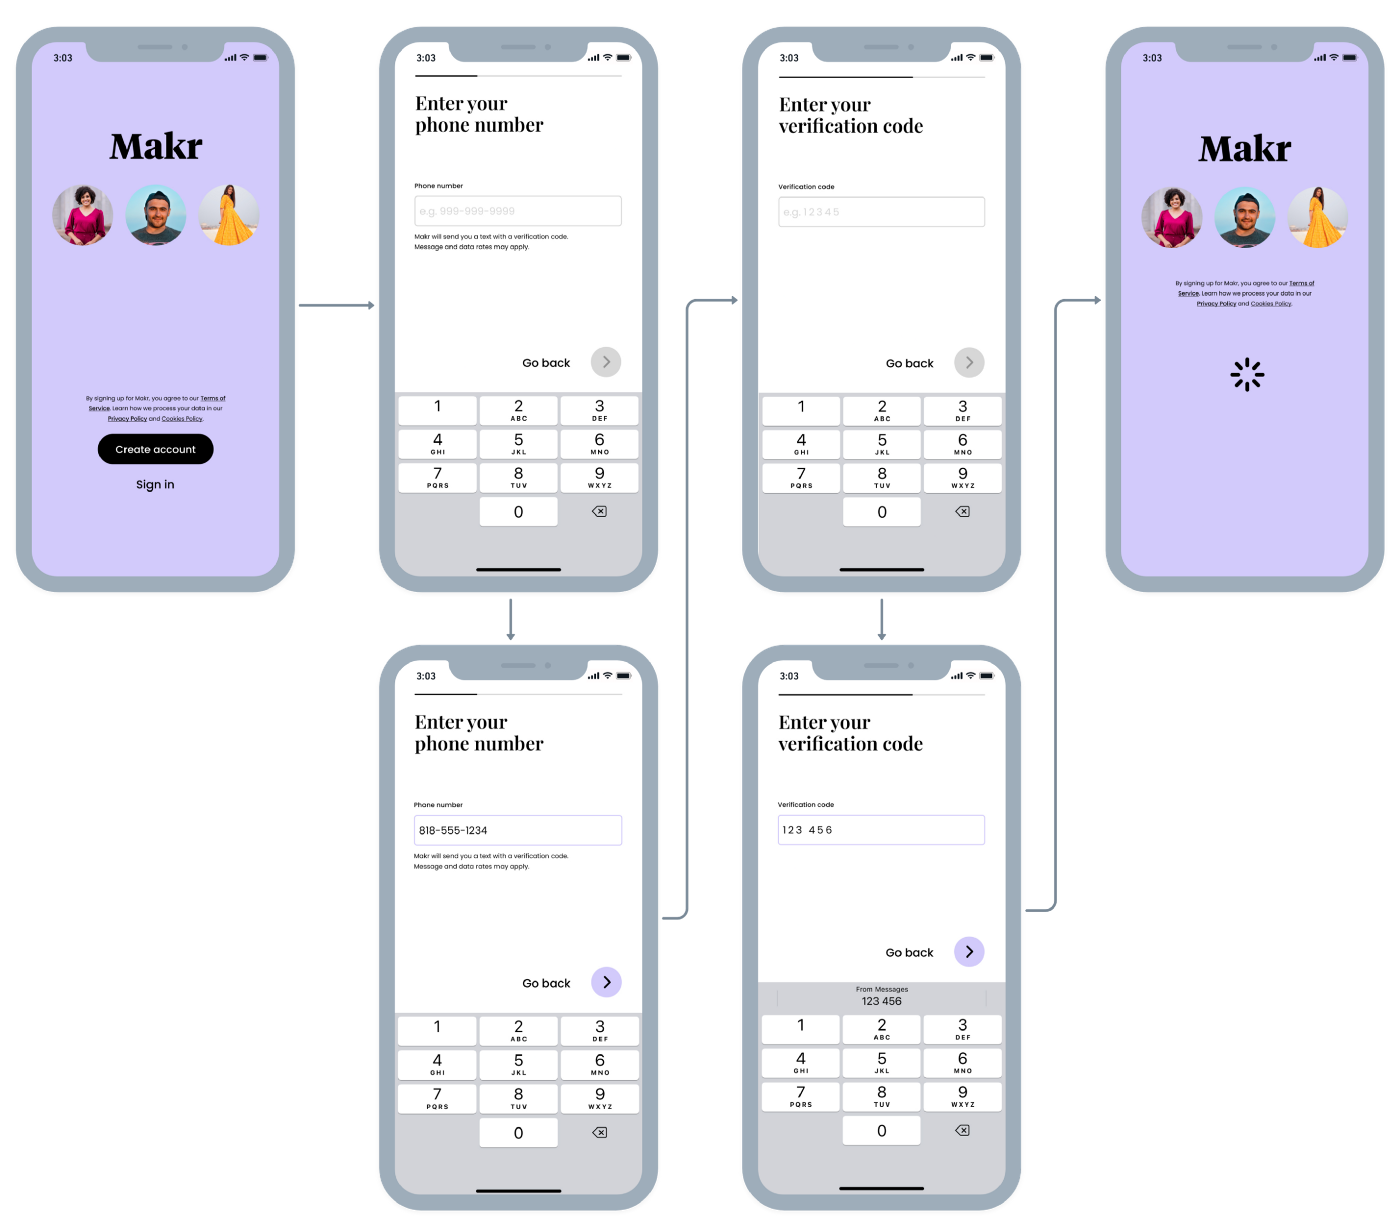 3:03
Makr
By signing up for Makr, you agree to our Terms of
Service. Learn how we process your data in our
Privacy Policy and Cookies Policy.
Create account
Sign in
3:03
Enter your
phone number
Phone number
e.g. 999-999-9999
Makr will send you a text with a verification code.
Message and data rates may apply.
Go back
1
2
3
ABC
DEF
4
5
6
GHI
JKL
MNO
7
8
9
PQRS
TUV
WXYZ
0
3:03
Enter your
verification code
Verification code
e.g. 12345
Go back
1
2
3
ABC
DEF
4
5
6
GHI
JKL
MNO
7
8
9
PQRS
TUV
WXYZ
0
3:03
Makr
By signing up for Makr, you agree to our Terms of
Service. Learn how we process your data in our
Privacy Policy and Cookies Policy.
3:03
Enter your
phone number
Phone number
818-555-1234
Makr will send you a text with a verification code.
Message and data rates may apply.
Go back
1
2
3
ABC
DEF
4
5
6
GHI
JKL
MNO
7
8
9
PQRS
TUV
WXYZ
0
3:03
Enter your
verification code
Verification code
123 456
Go back
From Messages
123 456
1
2
3
ABC
DEF
4
5
6
GHI
JKL
MNO
7
8
9
PQRS
TUV
WXYZ
0